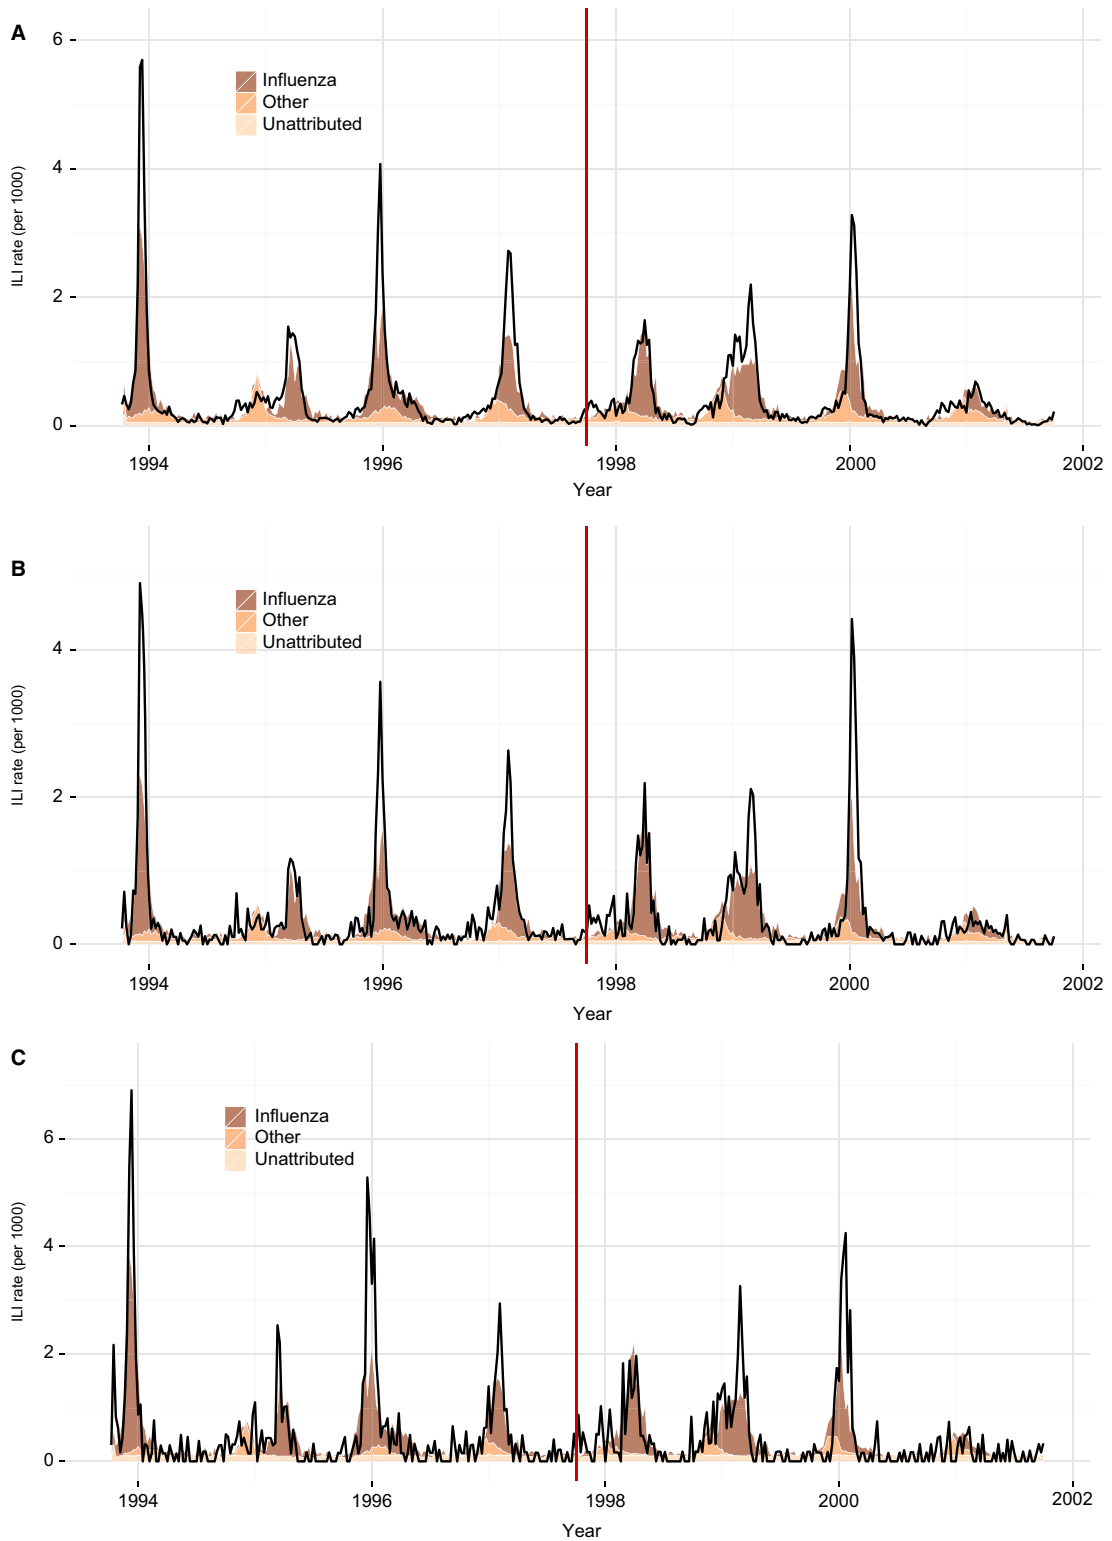 A
6
4
2
0
ILI rate (per 1000)
Influenza
Other
Unattributed
1994
1996
1998
2000
2002
Year
B
4
2
0
ILI rate (per 1000)
Influenza
Other
Unattributed
1994
1996
1998
2000
2002
Year
C
6
4
2
0
ILI rate (per 1000)
Influenza
Other
Unattributed
1994
1996
1998
2000
2002
Year